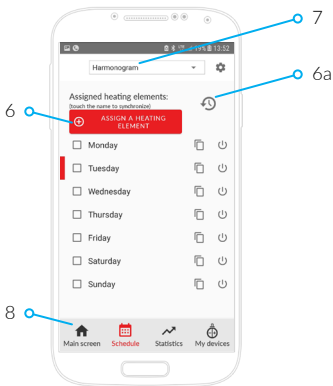 7
19% 13:52
Harmonogram
6a
Assigned heating elements:
(touch the name to synchronize)
6
ASSIGN A HEATING
ELEMENT
Monday
Tuesday
Wednesday
Thursday
Friday
Saturday
Sunday
8
Main screen Schedule Statistics My devices